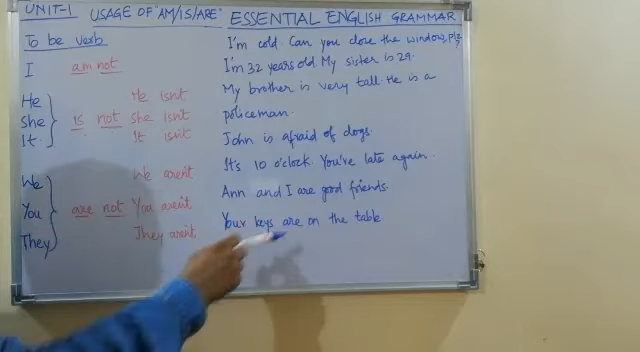 UNIT-1 USAGE OF "AM/IS/ARE" ESSENTIAL ENGLISH GRAMMAR
To be verb
I am not
He
She is not
It
He isn't
She isn't
It isn't
We
You are not
They
We aren't
You aren't
They aren't
I'm cold. Can you close the window, plz?
I'm 32 years old. My sister is 29.
My brother is very tall. He is a
policeman.
John is afraid of dogs.
It's 10 o'clock. You're late again.
Ann and I are good friends.
Your keys are on the table